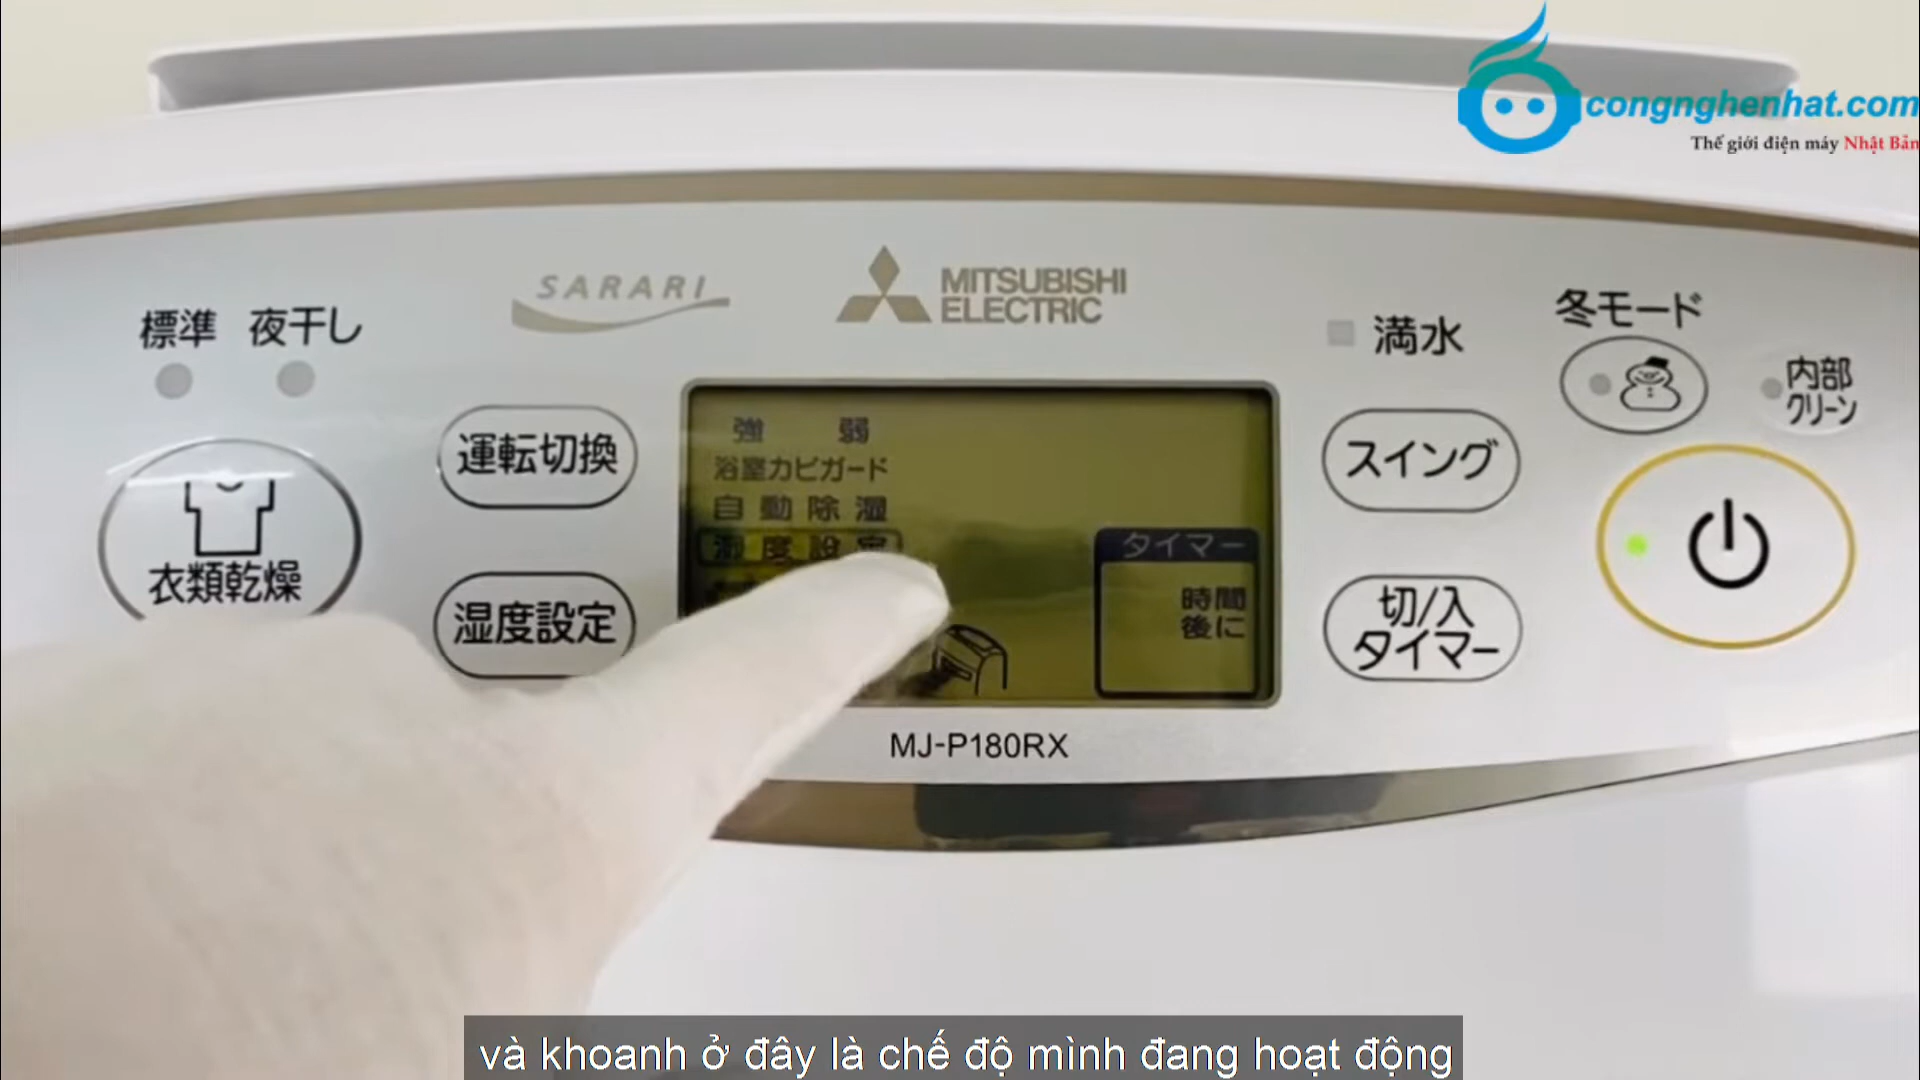 congnghenhat.com
Thế giới điện máy Nhật Bản
SARARI
MITSUBISHI
ELECTRIC
標準
夜干し
満水
冬モード
内部
クリーン
運転切換
強 弱
浴室カビガード
自動除湿
湿度設定
タイマー
時間
後に
スイング
衣類乾燥
湿度設定
切/入
タイマー
MJ-P180RX
và khoanh ở đây là chế độ mình đang hoạt động